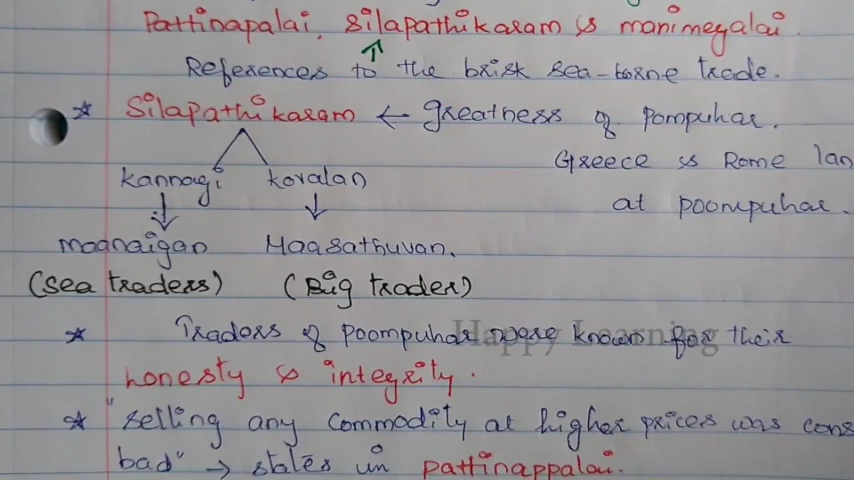 Pattinapalai, Silapathikaram & manimegalai.
References to the brisk sea-borne trade.
* Silapathikaram ← greatness of Pompuhar.
Greece & Rome lan
kannagi kovalan
at poompuhar.
maanaigan Maasathuvan.
(sea traders) (Big trader)
* Traders of poompuhar were known for their
Happy Learning
honesty & integrity.
* "selling any commodity at higher prices was cons
bad" → states in pattinappalai.